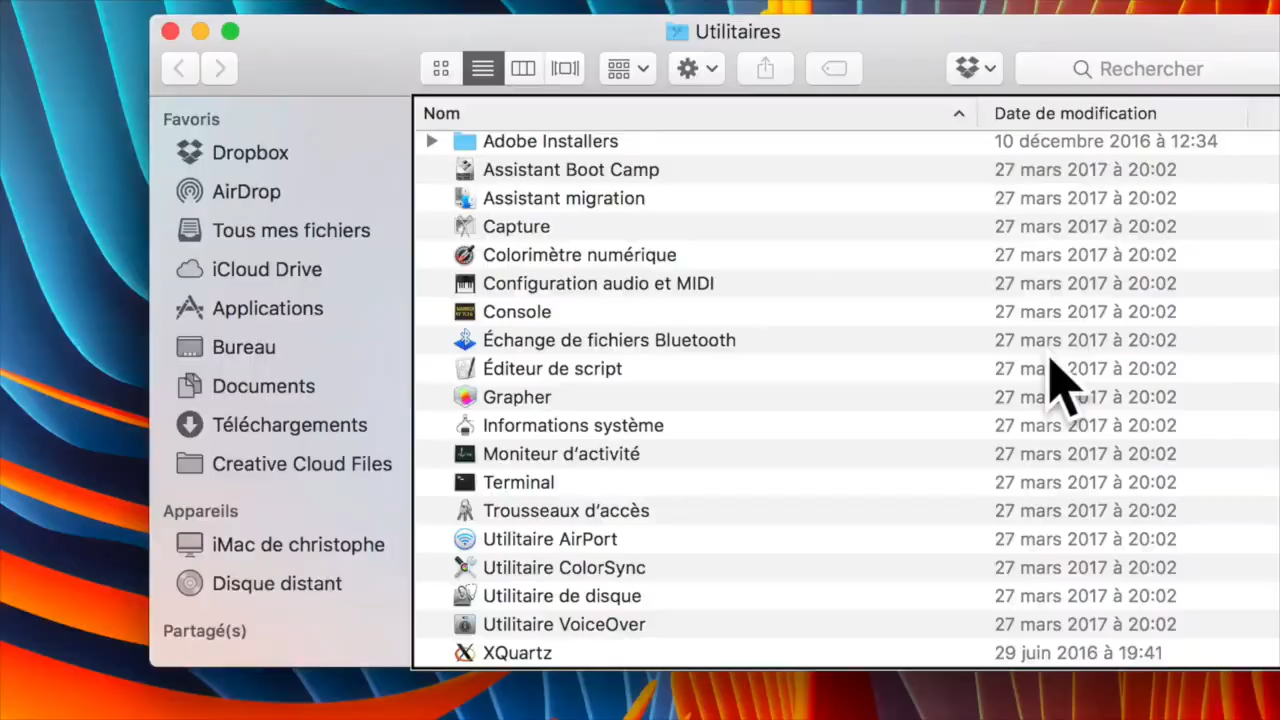 Utilitaires
Rechercher
Favoris
Dropbox
AirDrop
Tous mes fichiers
iCloud Drive
Applications
Bureau
Documents
Téléchargements
Creative Cloud Files
Appareils
iMac de christophe
Disque distant
Partagé(s)
Nom Date de modification
Adobe Installers 10 décembre 2016 à 12:34
Assistant Boot Camp 27 mars 2017 à 20:02
Assistant migration 27 mars 2017 à 20:02
Capture 27 mars 2017 à 20:02
Colorimètre numérique 27 mars 2017 à 20:02
Configuration audio et MIDI 27 mars 2017 à 20:02
Console 27 mars 2017 à 20:02
Échange de fichiers Bluetooth 27 mars 2017 à 20:02
Éditeur de script 27 mars 2017 à 20:02
Grapher 27 mars 2017 à 20:02
Informations système 27 mars 2017 à 20:02
Moniteur d’activité 27 mars 2017 à 20:02
Terminal 27 mars 2017 à 20:02
Trousseaux d’accès 27 mars 2017 à 20:02
Utilitaire AirPort 27 mars 2017 à 20:02
Utilitaire ColorSync 27 mars 2017 à 20:02
Utilitaire de disque 27 mars 2017 à 20:02
Utilitaire VoiceOver 27 mars 2017 à 20:02
XQuartz 29 juin 2016 à 19:41